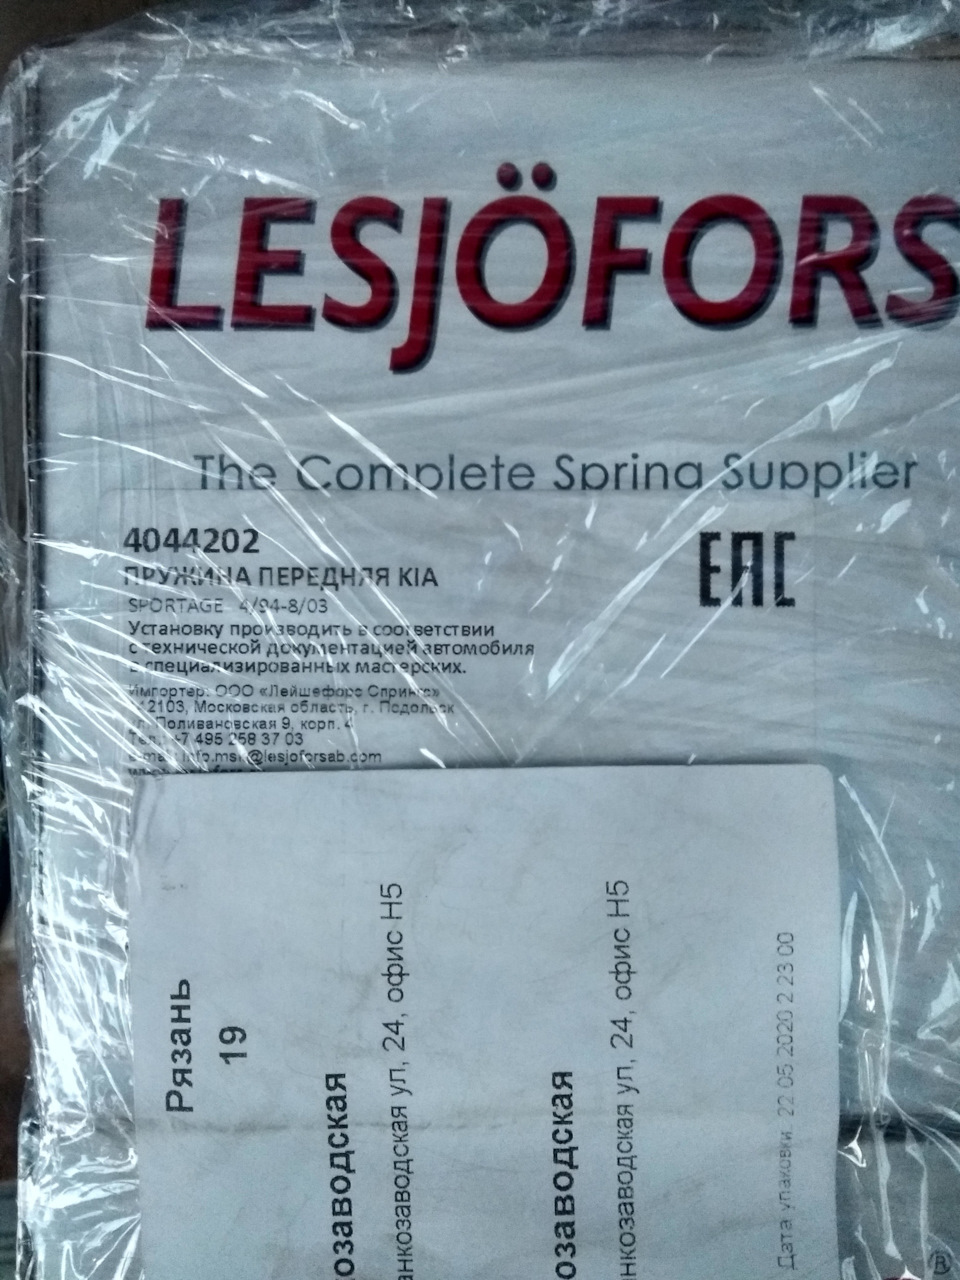 LESJÖFORS
The Complete Spring Supplier
4044202
EAC
ПРУЖИНА ПЕРЕДНЯЯ KIA
SPORTAGE 4/94-8/03
Установку производить в соответствии
с технической документацией автомобиля
в специализированных мастерских.
Импортер: ООО «Лейшефорс Спрингс»
Московская область, г. Подольск
ул. Поливановская 9, корп. 4
Тел.: +7 495 258 37 03
@lesjoforsab.com
Рязань
19
озаводская
анкозаводская ул, 24, офис Н5
озаводская
нкозаводская ул, 24, офис Н5
Дата упаковки: 22.05.2020 2:23:00